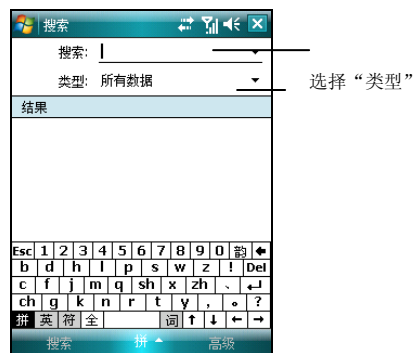 搜索
搜索:
类型: 所有数据
选择“类型”
结果
Esc 1 2 3 4 5 6 7 8 9 0 韵 ←
b d h l p s w z ! Del
c f j m q sh x zh 、 ↵
ch g k n r t y , 。 ?
拼 英 符 全 词 ↑ ↓ ← →
搜索 拼 高级